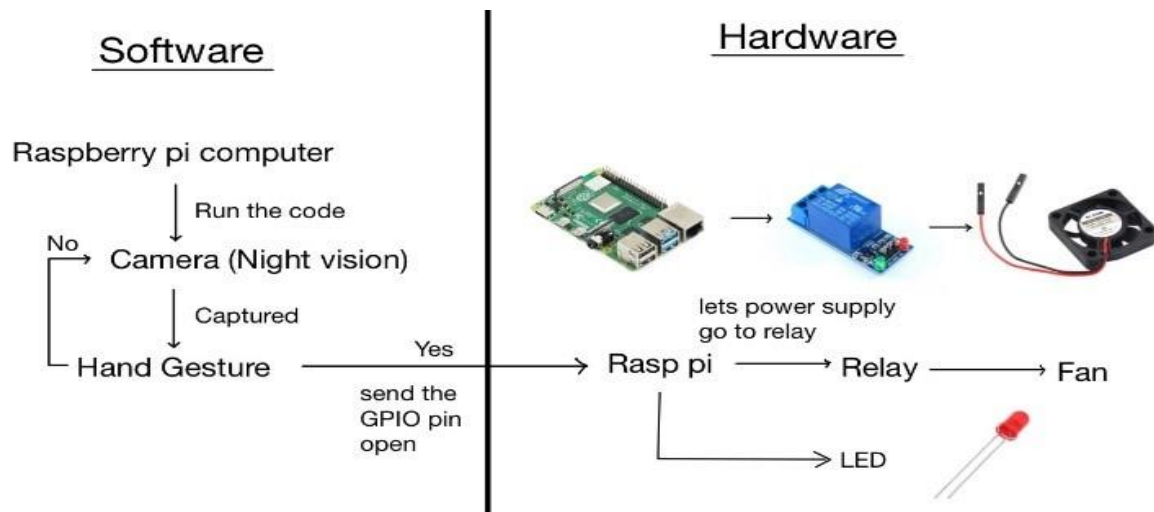 Software
Hardware
Raspberry pi computer
Run the code
No
Camera (Night vision)
Captured
Hand Gesture
Yes
send the
GPIO pin
open
lets power supply
go to relay
Rasp pi
Relay
Fan
LED